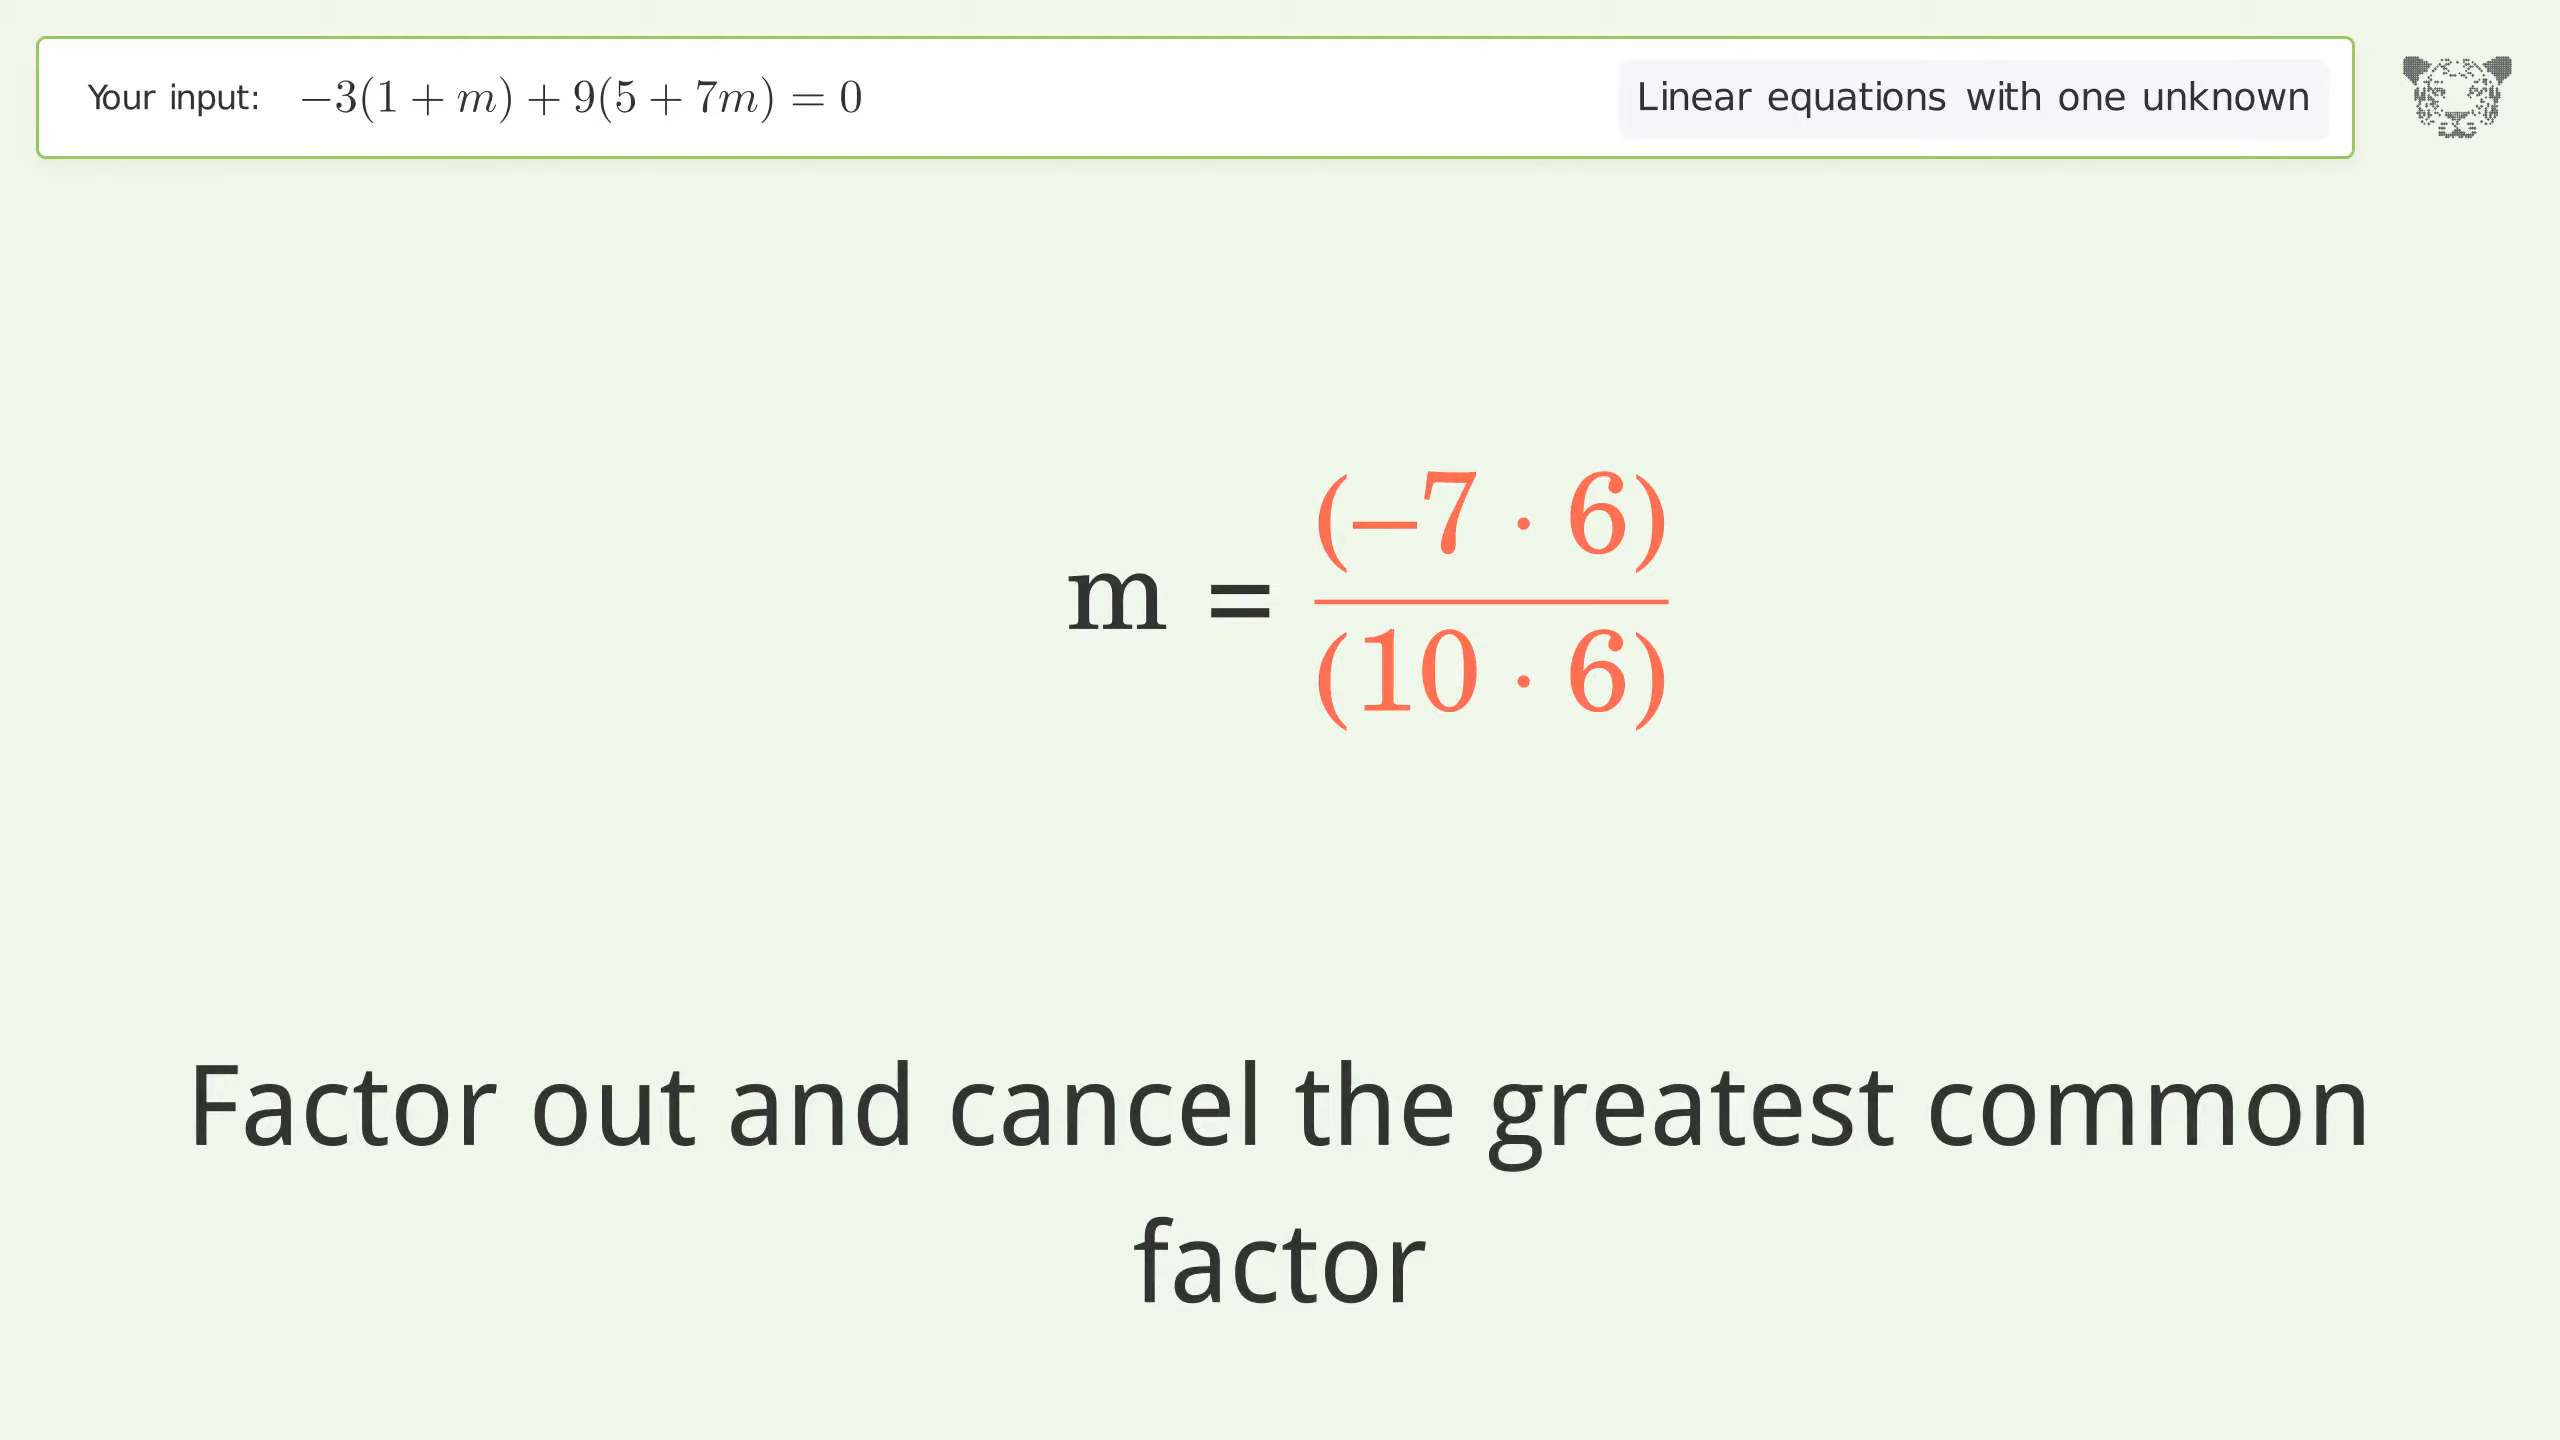 Your input: −3(1 + m) + 9(5 + 7m) = 0
Linear equations with one unknown
m = (−7 · 6) / (10 · 6)
Factor out and cancel the greatest common
factor